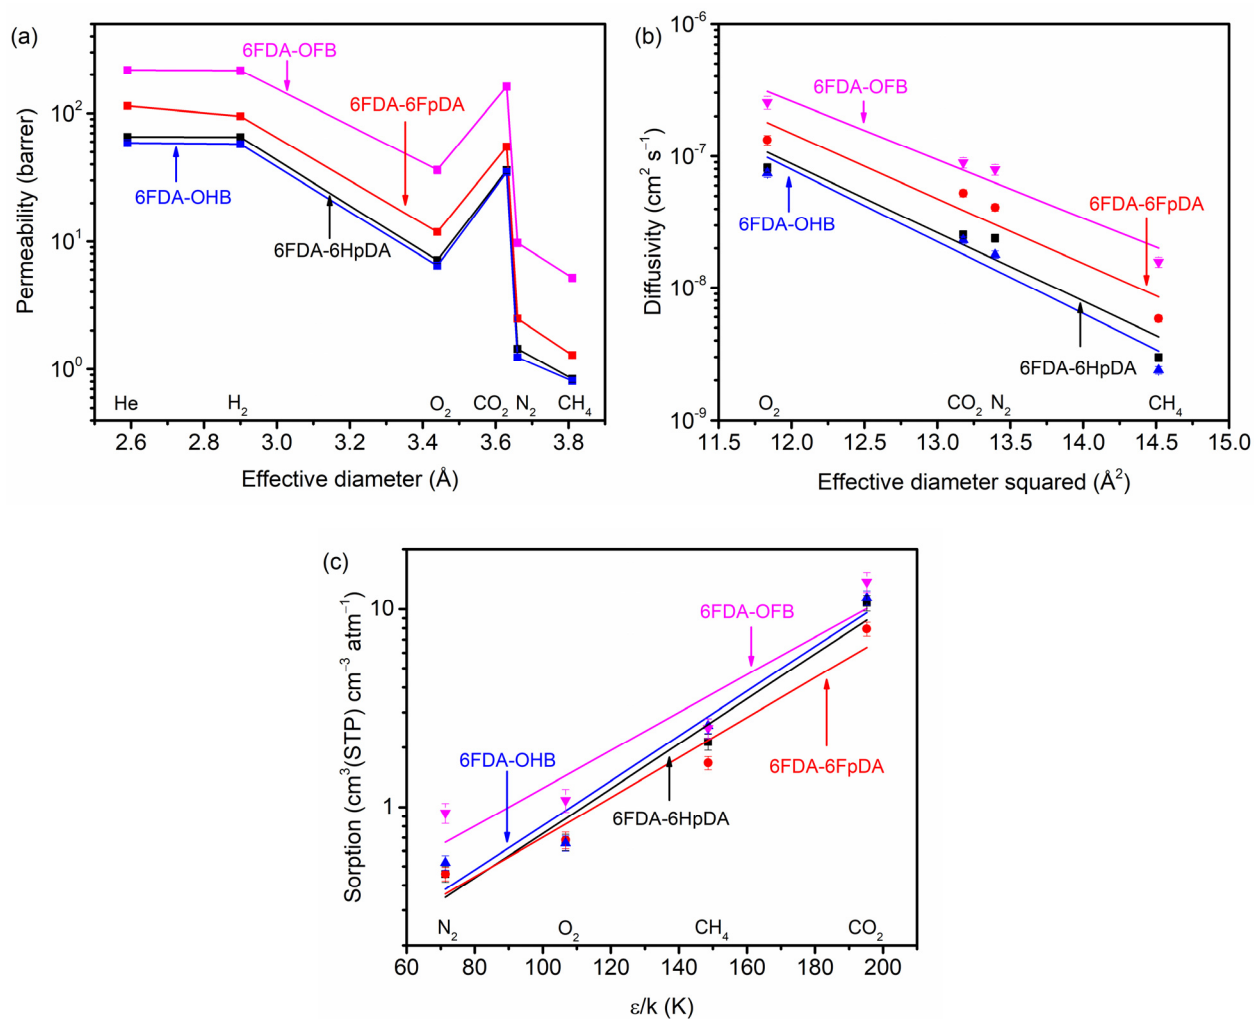 (a)
Permeability (barrer)
10²
10¹
10⁰
6FDA-OFB
6FDA-6FpDA
6FDA-OHB
6FDA-6HpDA
He
H₂
O₂
CO₂
N₂
CH₄
2.6 2.8 3.0 3.2 3.4 3.6 3.8
Effective diameter (Å)
(b)
Diffusivity (cm² s⁻¹)
10⁻⁶
10⁻⁷
10⁻⁸
10⁻⁹
6FDA-OFB
6FDA-6FpDA
6FDA-OHB
6FDA-6HpDA
O₂
CO₂
N₂
CH₄
11.5 12.0 12.5 13.0 13.5 14.0 14.5 15.0
Effective diameter squared (Å²)
(c)
Sorption (cm³(STP) cm⁻³ atm⁻¹)
10
1
6FDA-OFB
6FDA-OHB
6FDA-6FpDA
6FDA-6HpDA
N₂
O₂
CH₄
CO₂
60 80 100 120 140 160 180 200
ε/k (K)